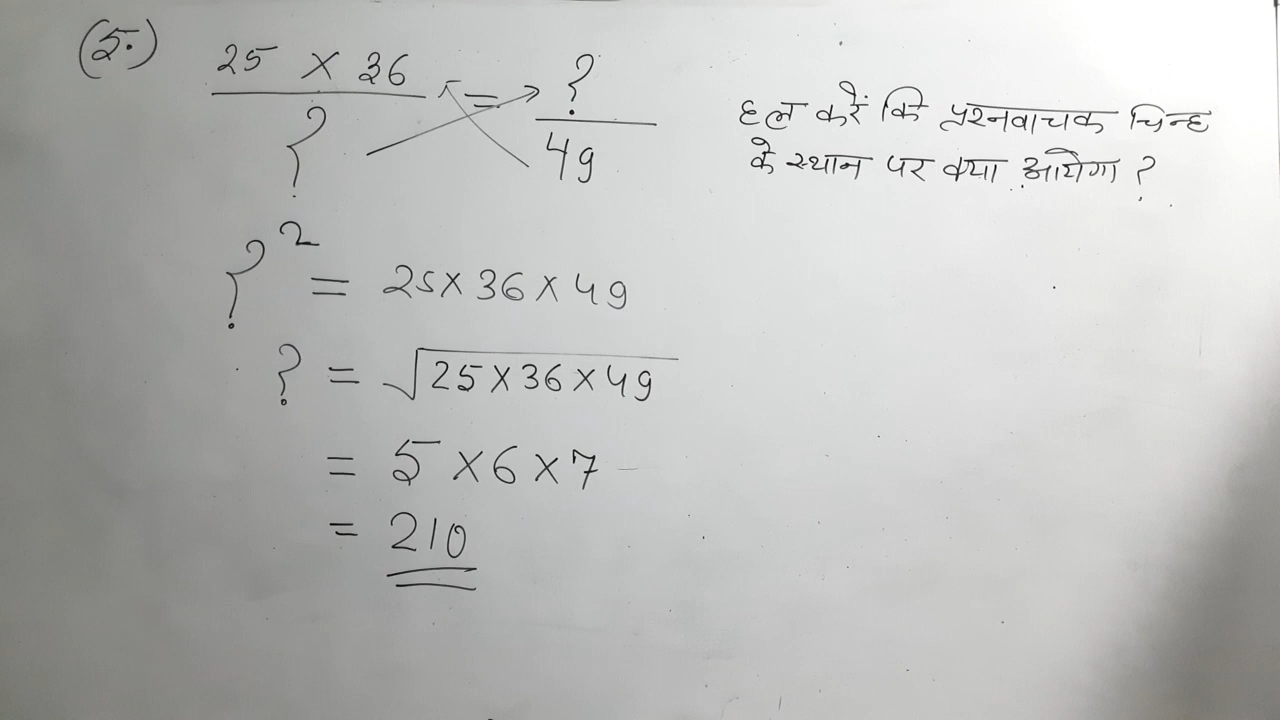 (5.)
25 × 36 / ? = ? / 49
हल करें कि प्रश्नवाचक चिन्ह
के स्थान पर क्या आयेगा ?
?² = 25 × 36 × 49
? = √25 × 36 × 49
= 5 × 6 × 7
= 210